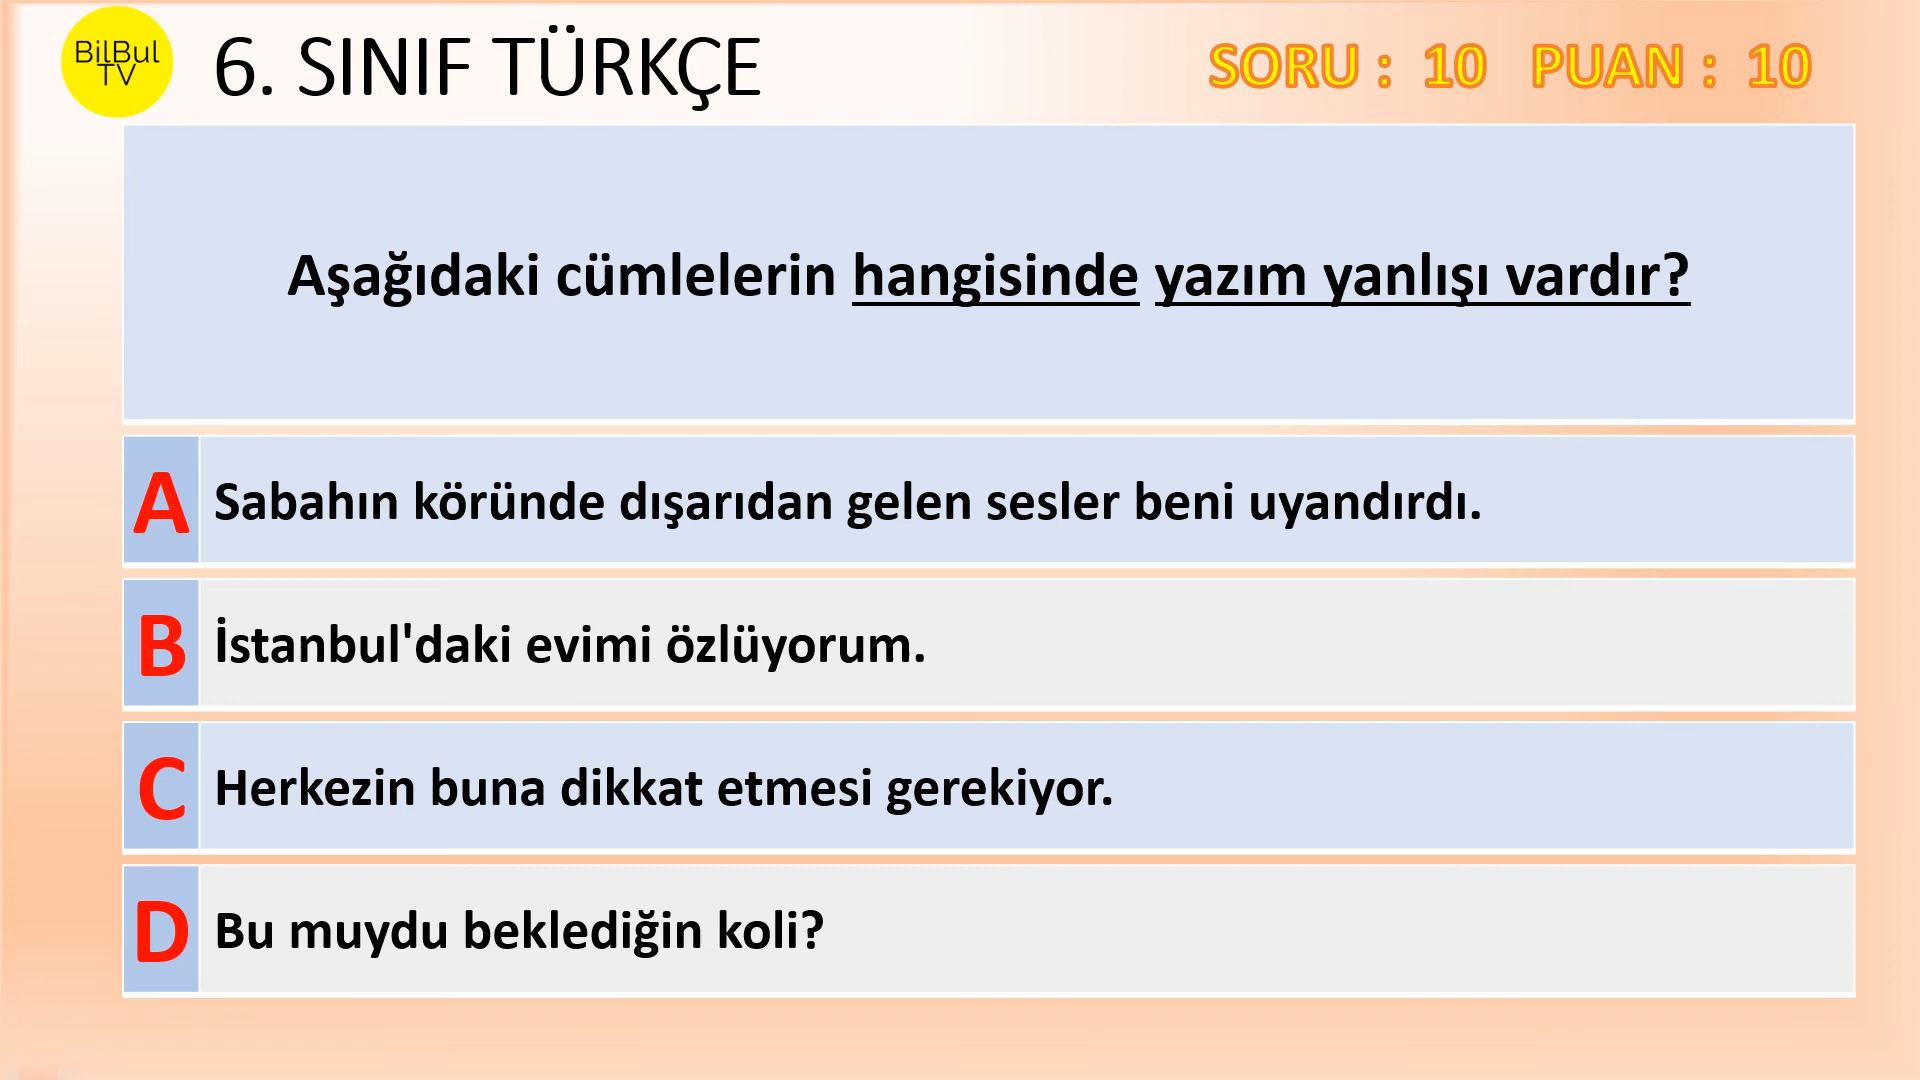 BilBul
TV
6. SINIF TÜRKÇE
SORU : 10 PUAN : 10
Aşağıdaki cümlelerin hangisinde yazım yanlışı vardır?
A Sabahın köründe dışarıdan gelen sesler beni uyandırdı.
B İstanbul'daki evimi özlüyorum.
C Herkezin buna dikkat etmesi gerekiyor.
D Bu muydu beklediğin koli?